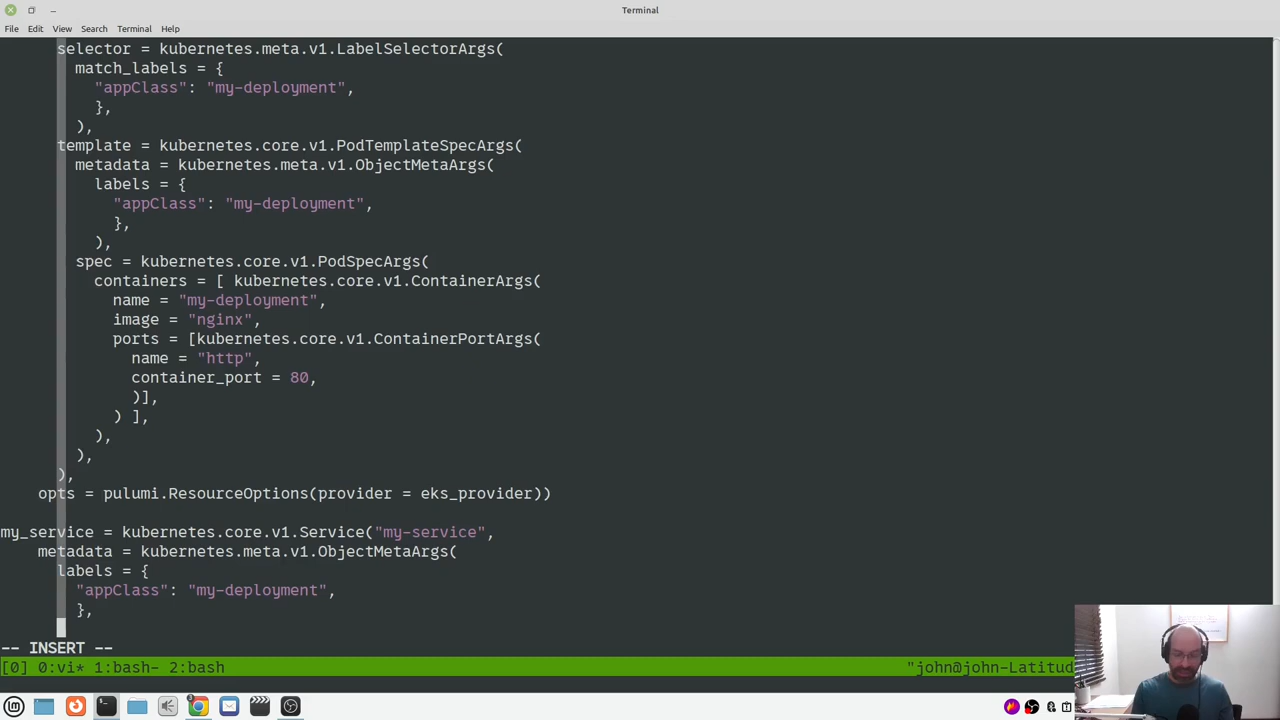 Terminal
File Edit View Search Terminal Help
selector = kubernetes.meta.v1.LabelSelectorArgs(
match_labels = {
"appClass": "my-deployment",
},
),
template = kubernetes.core.v1.PodTemplateSpecArgs(
metadata = kubernetes.meta.v1.ObjectMetaArgs(
labels = {
"appClass": "my-deployment",
},
),
spec = kubernetes.core.v1.PodSpecArgs(
containers = [ kubernetes.core.v1.ContainerArgs(
name = "my-deployment",
image = "nginx",
ports = [kubernetes.core.v1.ContainerPortArgs(
name = "http",
container_port = 80,
)],
) ],
),
),
),
opts = pulumi.ResourceOptions(provider = eks_provider))
my_service = kubernetes.core.v1.Service("my-service",
metadata = kubernetes.meta.v1.ObjectMetaArgs(
labels = {
"appClass": "my-deployment",
},
-- INSERT --
[0] 0:vi* 1:bash- 2:bash "john@john-Latitud
3